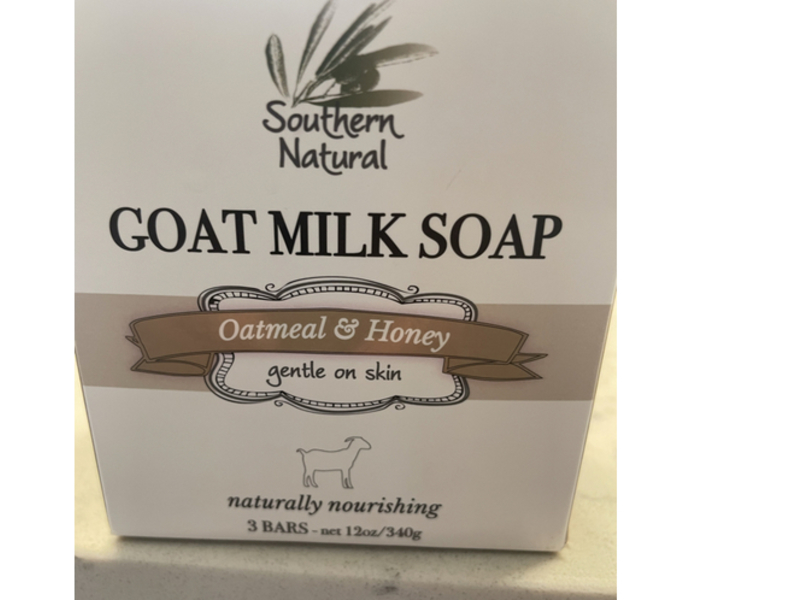 Southern
Natural
GOAT MILK SOAP
Oatmeal & Honey
gentle on skin
naturally nourishing
3 BARS - net 12oz/340g